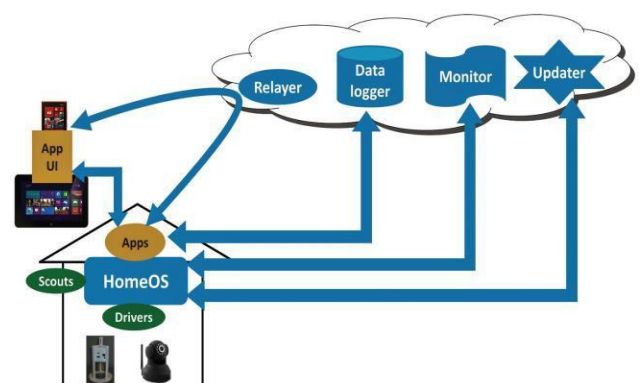 Relayer
Data
logger
Monitor
Updater
App
UI
Apps
Scouts
HomeOS
Drivers